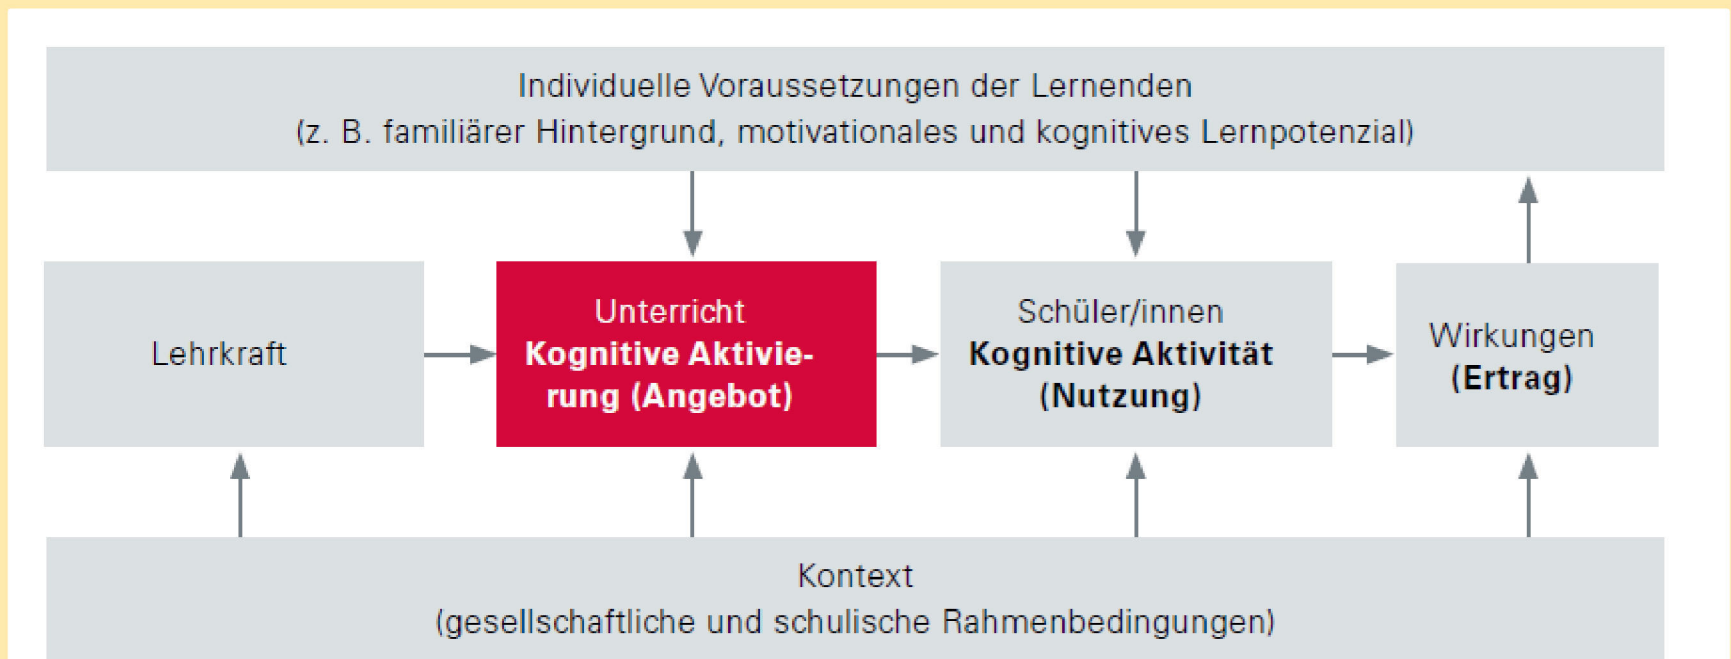 Individuelle Voraussetzungen der Lernenden
(z. B. familiärer Hintergrund, motivationales und kognitives Lernpotenzial)
Lehrkraft
Unterricht
Kognitive Aktivie-
rung (Angebot)
Schüler/innen
Kognitive Aktivität
(Nutzung)
Wirkungen
(Ertrag)
Kontext
(gesellschaftliche und schulische Rahmenbedingungen)